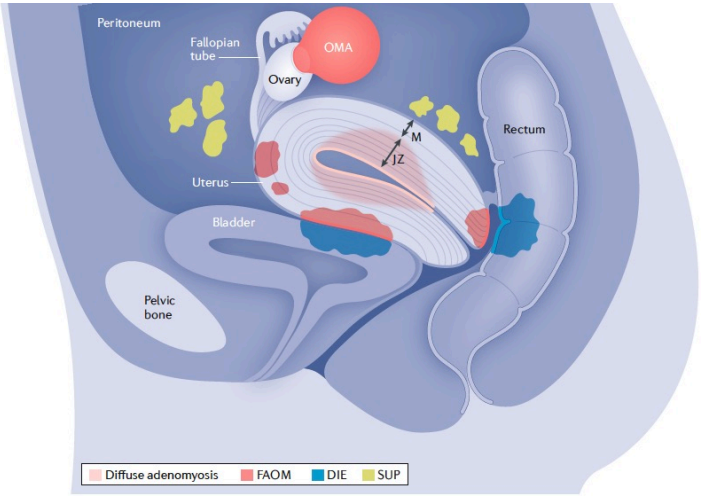 Peritoneum
Fallopian
tube
OMA
Ovary
M
JZ
Rectum
Uterus
Bladder
Pelvic
bone
Diffuse adenomyosis FAOM DIE SUP